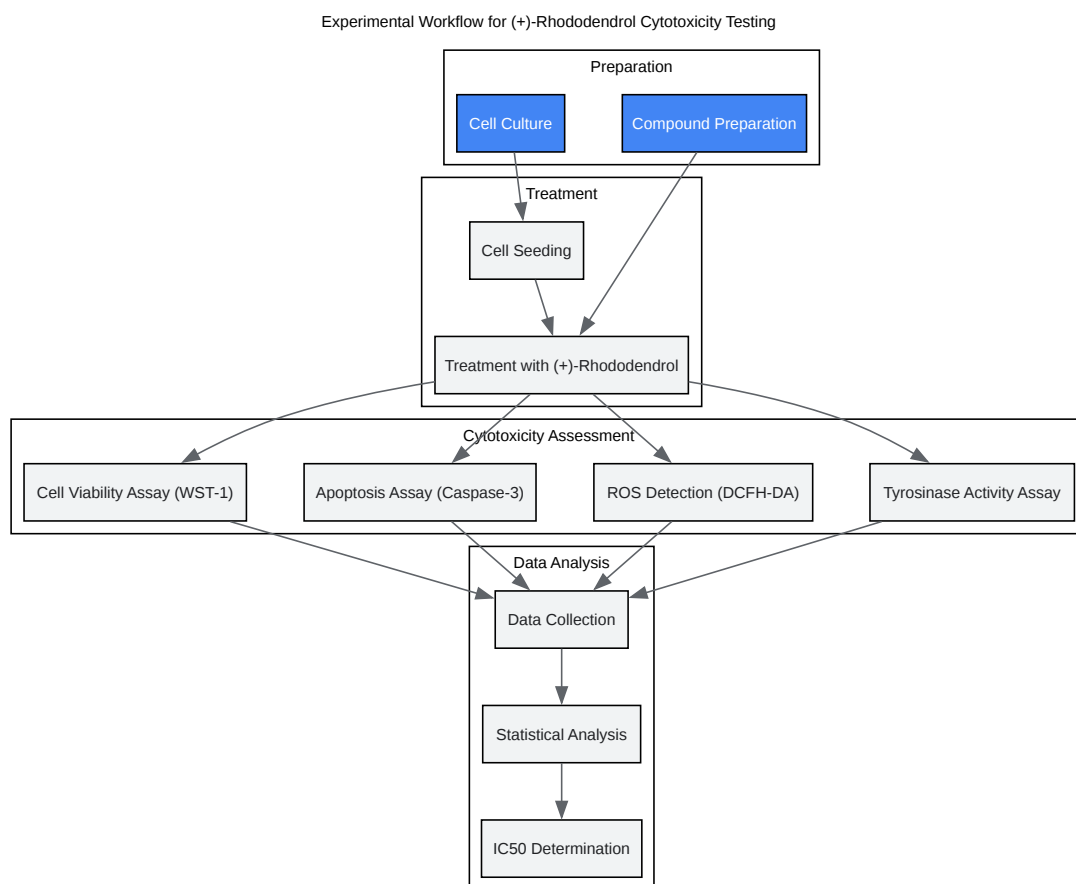 Experimental Workflow for (+)-Rhododendrol Cytotoxicity Testing
Preparation
Cell Culture
Compound Preparation
Treatment
Cell Seeding
Treatment with (+)-Rhododendrol
Cytotoxicity Assessment
Cell Viability Assay (WST-1)
Apoptosis Assay (Caspase-3)
ROS Detection (DCFH-DA)
Tyrosinase Activity Assay
Data Analysis
Data Collection
Statistical Analysis
IC50 Determination